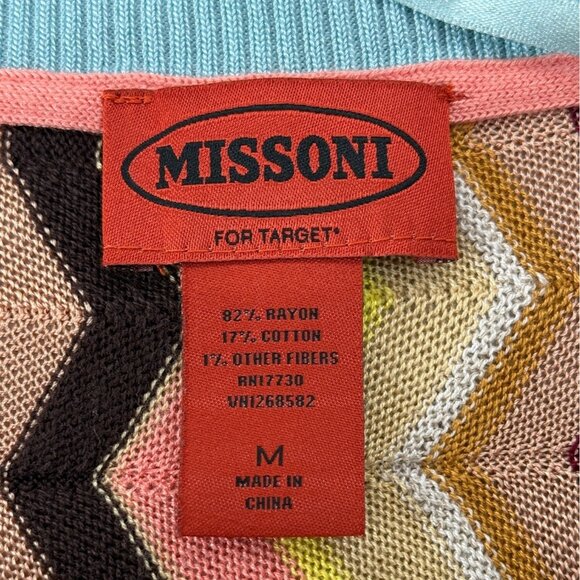 MISSONI
FOR TARGET*
82% RAYON
17% COTTON
1% OTHER FIBERS
RN17730
VN1268582
M
MADE IN
CHINA